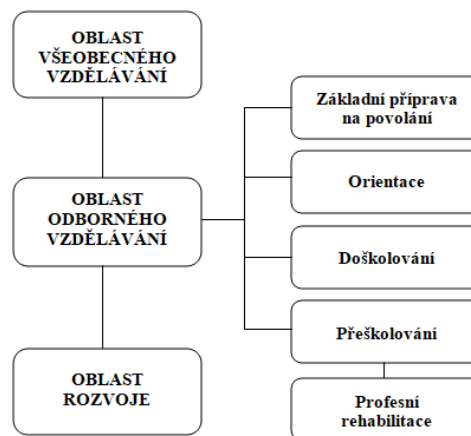 OBLAST
VŠEOBECNÉHO
VZDĚLÁVÁNÍ
OBLAST
ODBORNÉHO
VZDĚLÁVÁNÍ
OBLAST
ROZVOJE
Základní příprava
na povolání
Orientace
Doškolování
Přeškolování
Profesní
rehabilitace